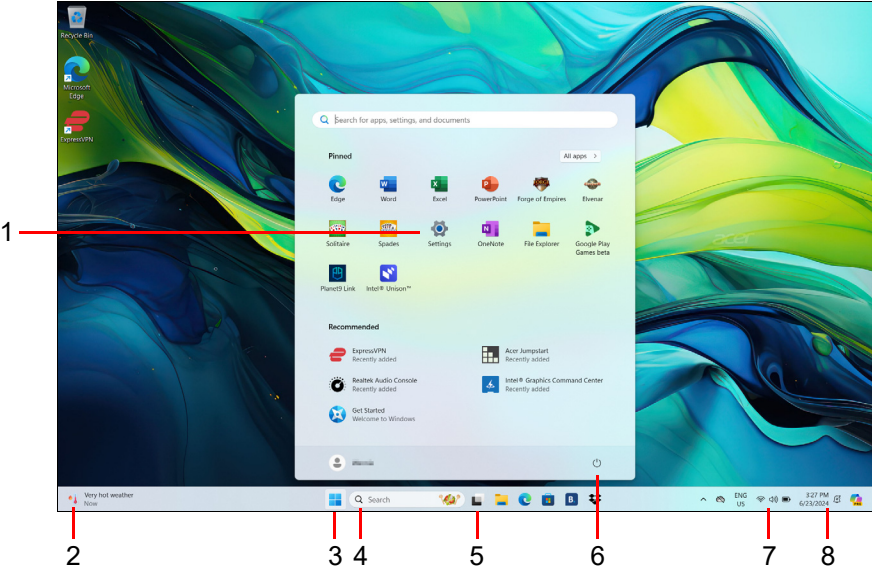 Recycle Bin
Microsoft
Edge
ExpressVPN
Search for apps, settings, and documents
Pinned
All apps >
Edge
Word
Excel
PowerPoint
Forge of Empires
Elvenar
Solitaire
Spades
Settings
OneNote
File Explorer
Google Play
Games beta
Planet9 Link
Intel® Unison™
Recommended
ExpressVPN
Recently added
Acer Jumpstart
Recently added
Realtek Audio Console
Recently added
Intel® Graphics Command Center
Recently added
Get Started
Welcome to Windows
acer
1
Very hot weather
Now
Search
B
ENG
US
3:27 PM
6/23/2024
2
3
4
5
6
7
8